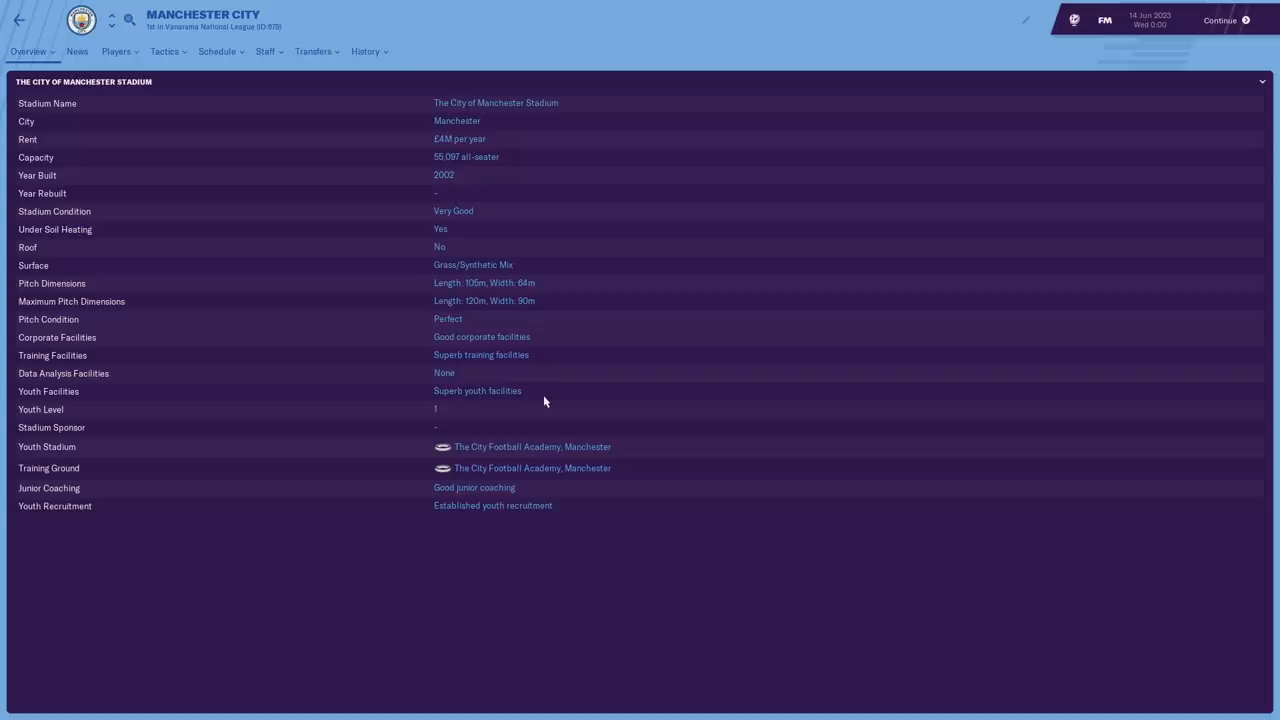 MANCHESTER CITY
1st in Vanarama National League (ID:679)
FM 14 Jun 2023 Wed 0:00 Continue
Overview News Players Tactics Schedule Staff Transfers History
THE CITY OF MANCHESTER STADIUM
Stadium Name The City of Manchester Stadium
City Manchester
Rent £4M per year
Capacity 55,097 all-seater
Year Built 2002
Year Rebuilt -
Stadium Condition Very Good
Under Soil Heating Yes
Roof No
Surface Grass/Synthetic Mix
Pitch Dimensions Length: 105m, Width: 64m
Maximum Pitch Dimensions Length: 120m, Width: 90m
Pitch Condition Perfect
Corporate Facilities Good corporate facilities
Training Facilities Superb training facilities
Data Analysis Facilities None
Youth Facilities Superb youth facilities
Youth Level 1
Stadium Sponsor -
Youth Stadium The City Football Academy, Manchester
Training Ground The City Football Academy, Manchester
Junior Coaching Good junior coaching
Youth Recruitment Established youth recruitment